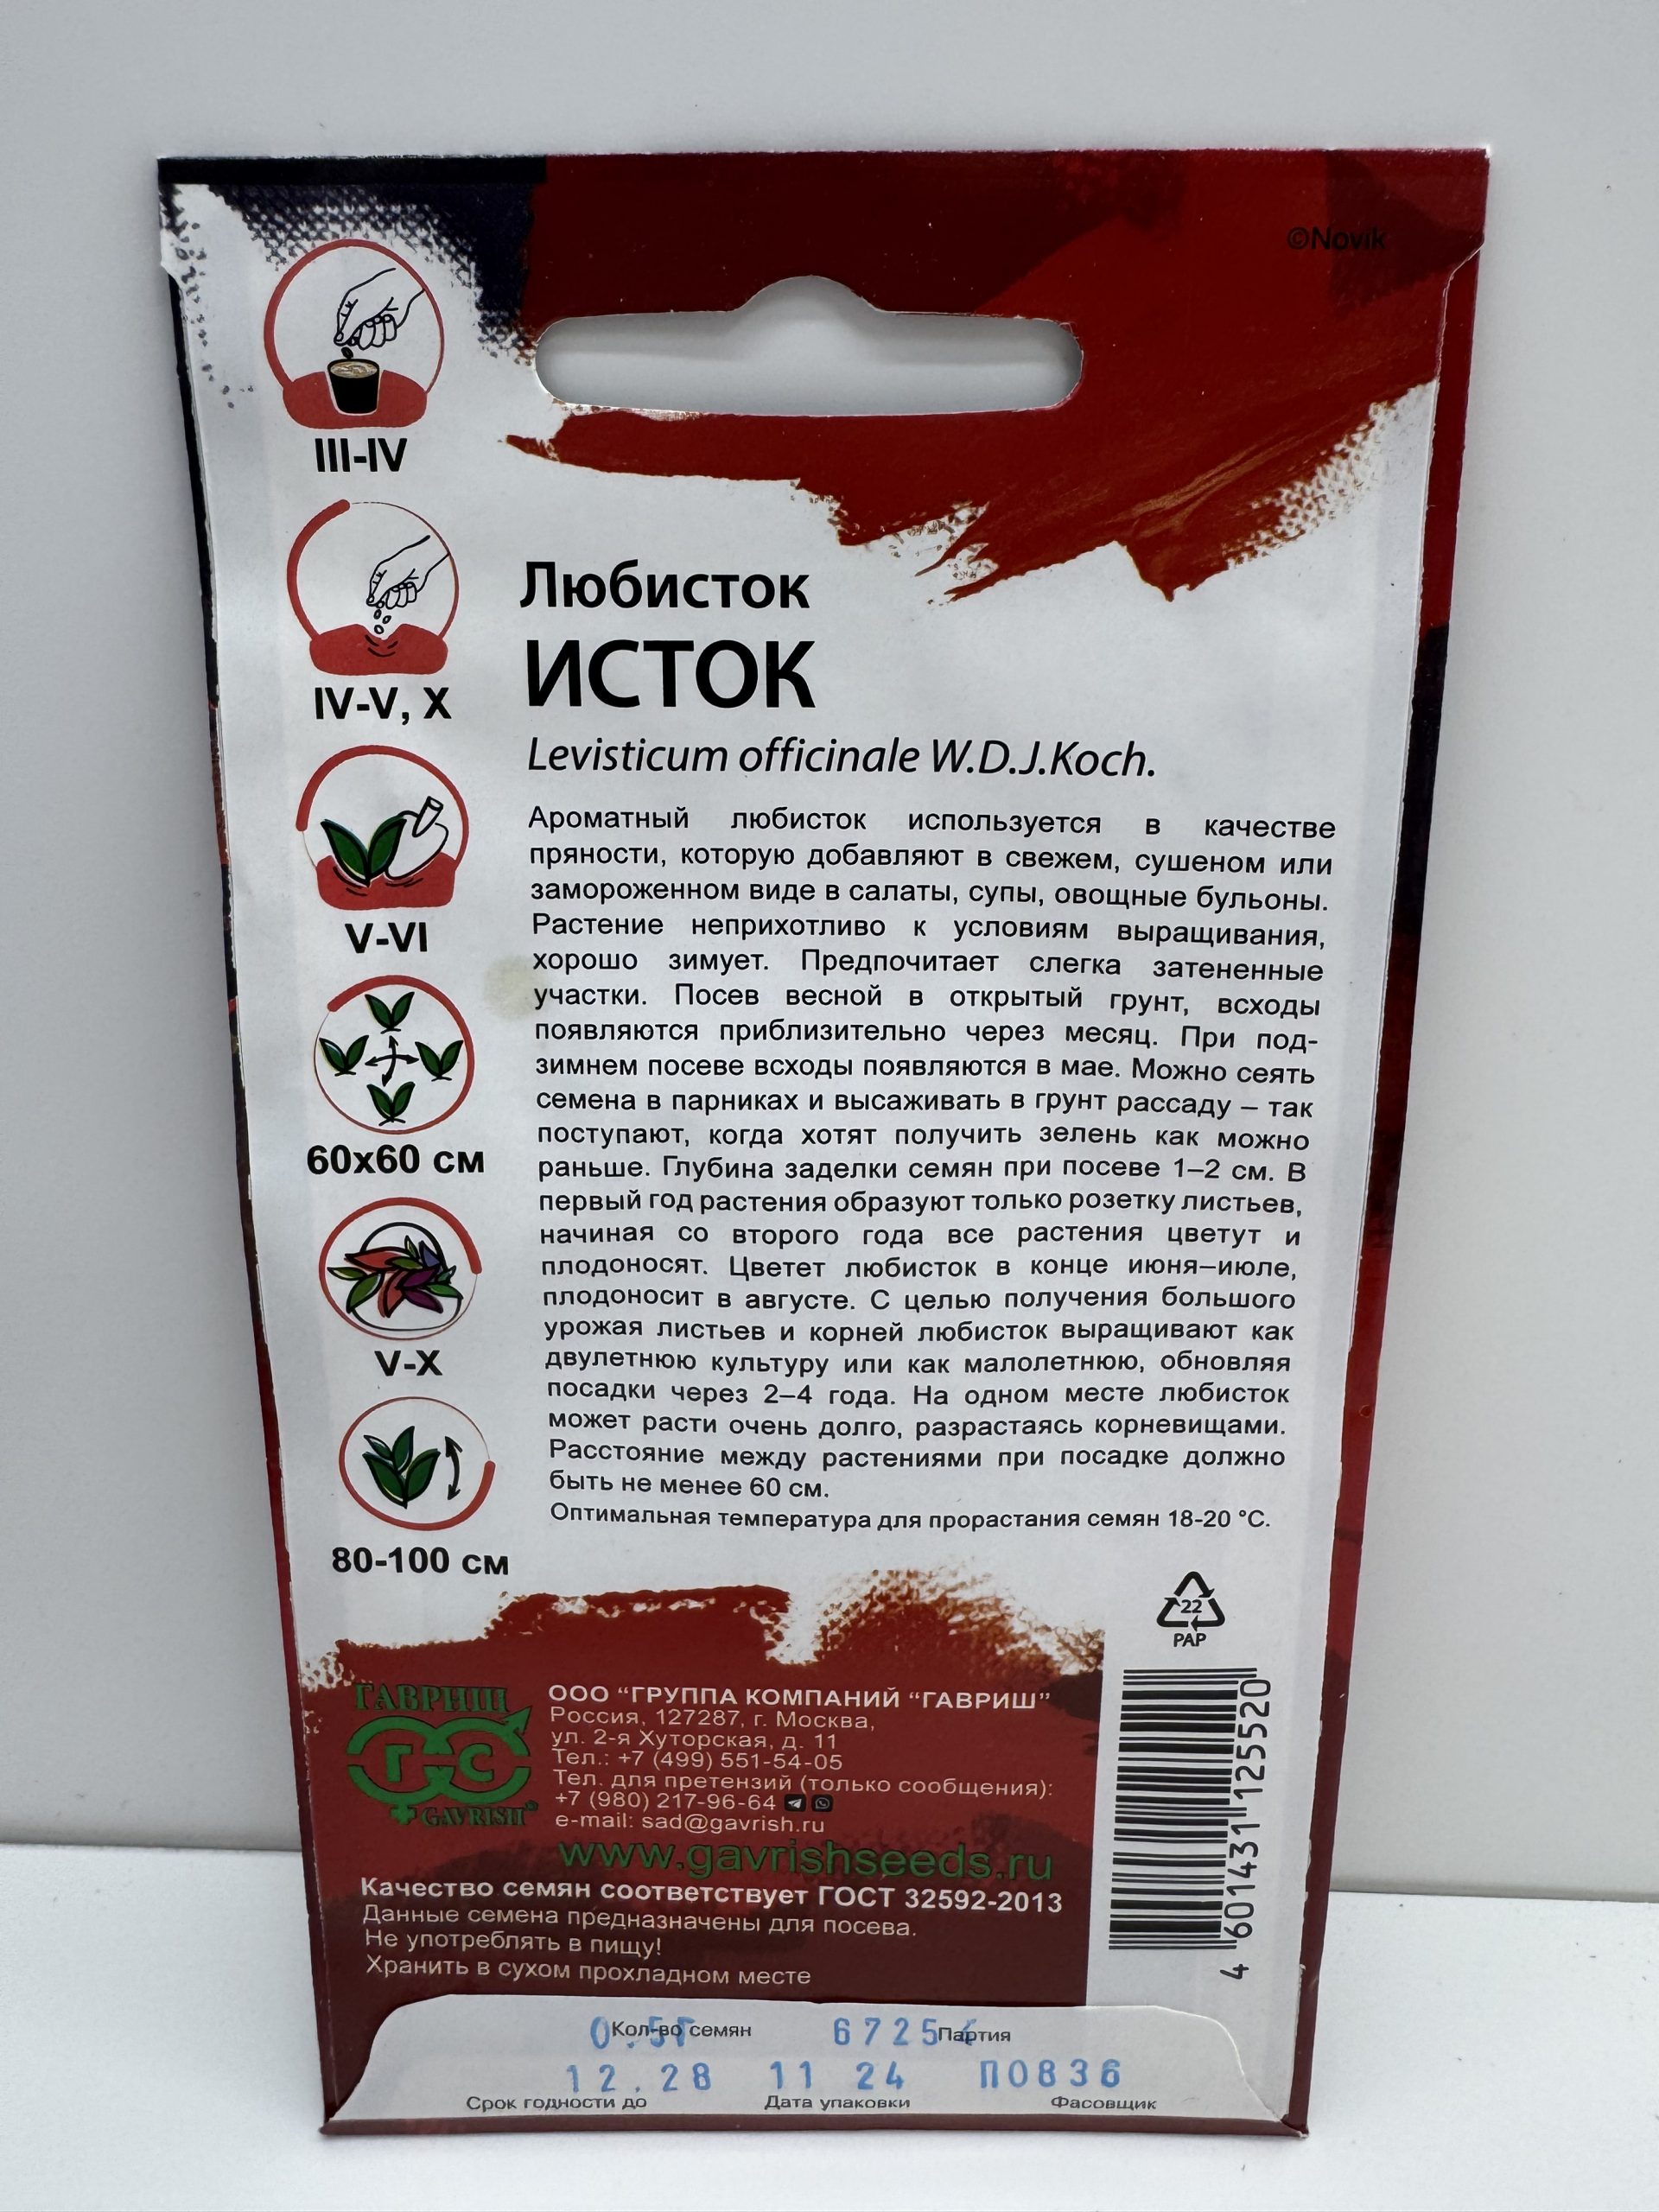 ©Novik
III-IV
IV-V, X
V-VI
60x60 см
V-X
80-100 см
Любисток
ИСТОК
Levisticum officinale W.D.J.Koch.
Ароматный любисток используется в качестве
пряности, которую добавляют в свежем, сушеном или
замороженном виде в салаты, супы, овощные бульоны.
Растение неприхотливо к условиям выращивания,
хорошо зимует. Предпочитает слегка затененные
участки. Посев весной в открытый грунт, всходы
появляются приблизительно через месяц. При под-
зимнем посеве всходы появляются в мае. Можно сеять
семена в парниках и высаживать в грунт рассаду – так
поступают, когда хотят получить зелень как можно
раньше. Глубина заделки семян при посеве 1–2 см. В
первый год растения образуют только розетку листьев,
начиная со второго года все растения цветут и
плодоносят. Цветет любисток в конце июня–июле,
плодоносит в августе. С целью получения большого
урожая листьев и корней любисток выращивают как
двулетнюю культуру или как малолетнюю, обновляя
посадки через 2–4 года. На одном месте любисток
может расти очень долго, разрастаясь корневищами.
Расстояние между растениями при посадке должно
быть не менее 60 см.
Оптимальная температура для прорастания семян 18-20 °С.
22
PAP
ГАВРИШ
ГС
GAVRISH®
ООО “ГРУППА КОМПАНИЙ “ГАВРИШ”
Россия, 127287, г. Москва,
ул. 2-я Хуторская, д. 11
Тел.: +7 (499) 551-54-05
Тел. для претензий (только сообщения):
+7 (980) 217-96-64
e-mail: sad@gavrish.ru
www.gavrishseeds.ru
Качество семян соответствует ГОСТ 32592-2013
Данные семена предназначены для посева.
Не употреблять в пищу!
Хранить в сухом прохладном месте
4 601431 125520
0.5Г Кол-во семян 67254 Партия
12.28 11 24 П0836
Срок годности до Дата упаковки Фасовщик